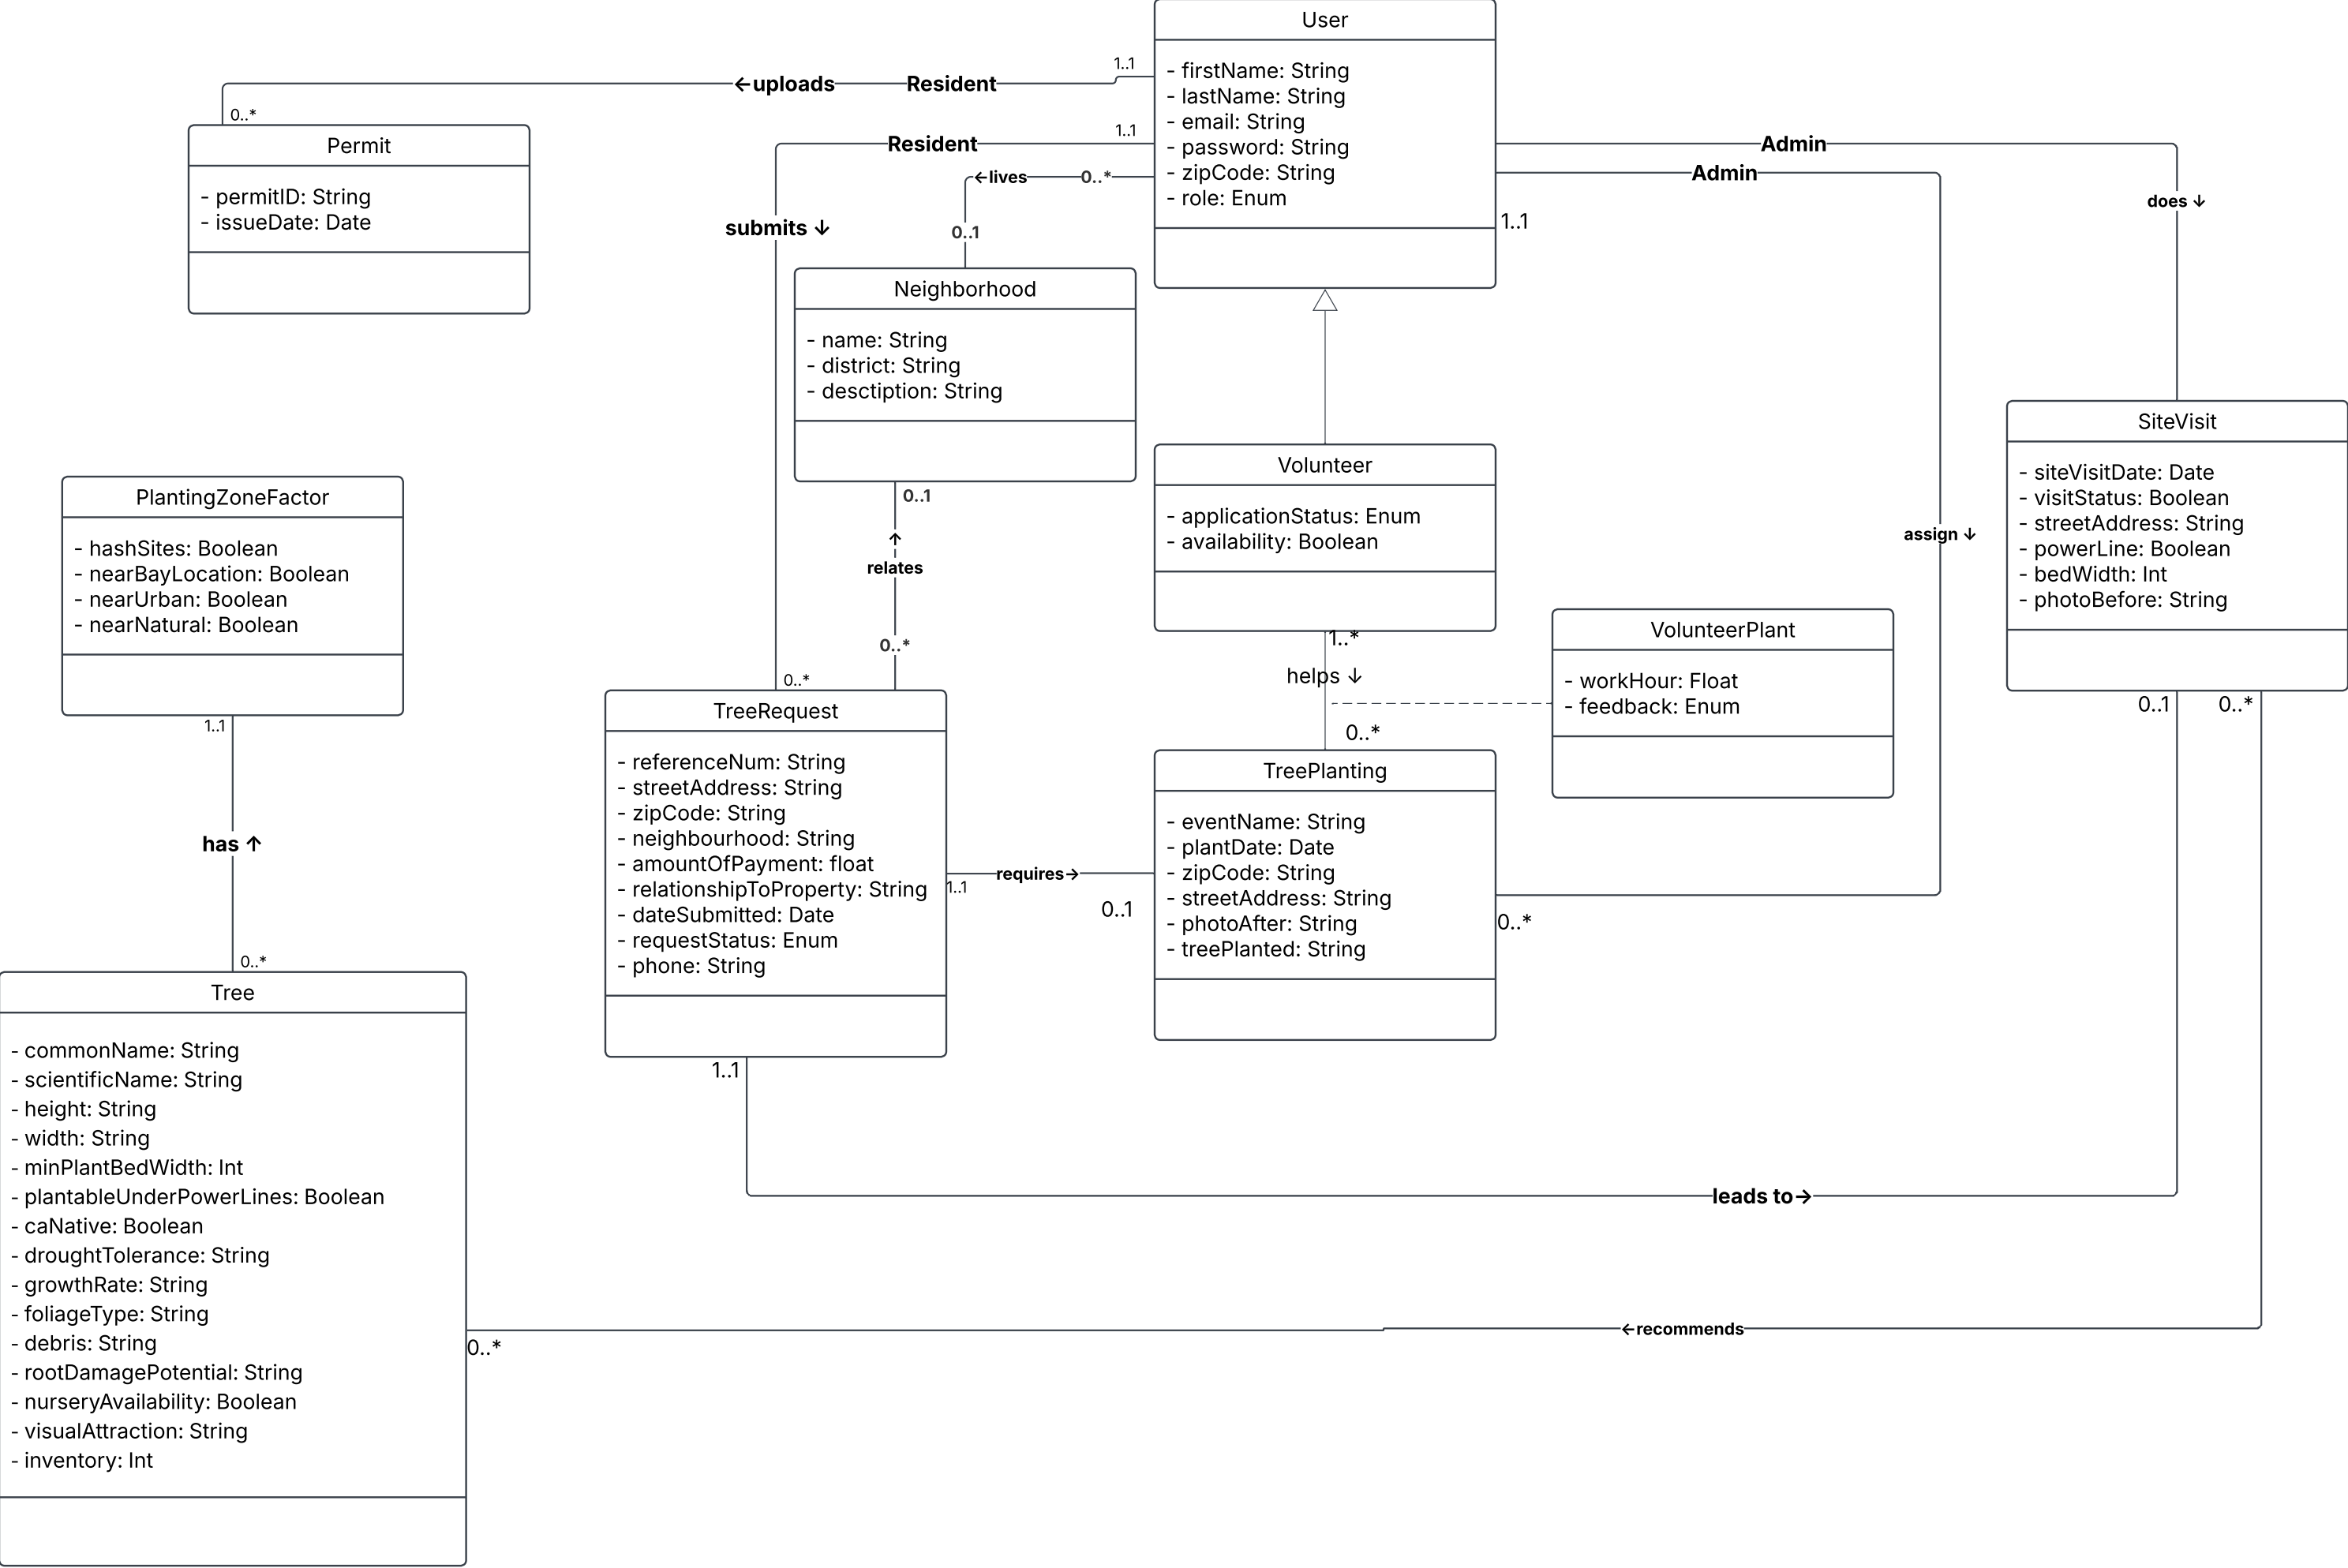 User
- firstName: String
- lastName: String
- email: String
- password: String
- zipCode: String
- role: Enum
1..1
←uploads
Resident
0..*
Permit
- permitID: String
- issueDate: Date
1..1
Resident
submits ↓
0..*
←lives
0..*
0..1
Neighborhood
- name: String
- district: String
- desctiption: String
0..1
↑
relates
0..*
Admin
does ↓
Admin
1..1
assign ↓
0..*
Volunteer
- applicationStatus: Enum
- availability: Boolean
1..*
helps ↓
0..*
VolunteerPlant
- workHour: Float
- feedback: Enum
SiteVisit
- siteVisitDate: Date
- visitStatus: Boolean
- streetAddress: String
- powerLine: Boolean
- bedWidth: Int
- photoBefore: String
0..1
0..*
PlantingZoneFactor
- hashSites: Boolean
- nearBayLocation: Boolean
- nearUrban: Boolean
- nearNatural: Boolean
1..1
has ↑
0..*
TreeRequest
- referenceNum: String
- streetAddress: String
- zipCode: String
- neighbourhood: String
- amountOfPayment: float
- relationshipToProperty: String
- dateSubmitted: Date
- requestStatus: Enum
- phone: String
1..1
requires→
0..1
TreePlanting
- eventName: String
- plantDate: Date
- zipCode: String
- streetAddress: String
- photoAfter: String
- treePlanted: String
1..1
leads to→
Tree
- commonName: String
- scientificName: String
- height: String
- width: String
- minPlantBedWidth: Int
- plantableUnderPowerLines: Boolean
- caNative: Boolean
- droughtTolerance: String
- growthRate: String
- foliageType: String
- debris: String
- rootDamagePotential: String
- nurseryAvailability: Boolean
- visualAttraction: String
- inventory: Int
0..*
←recommends